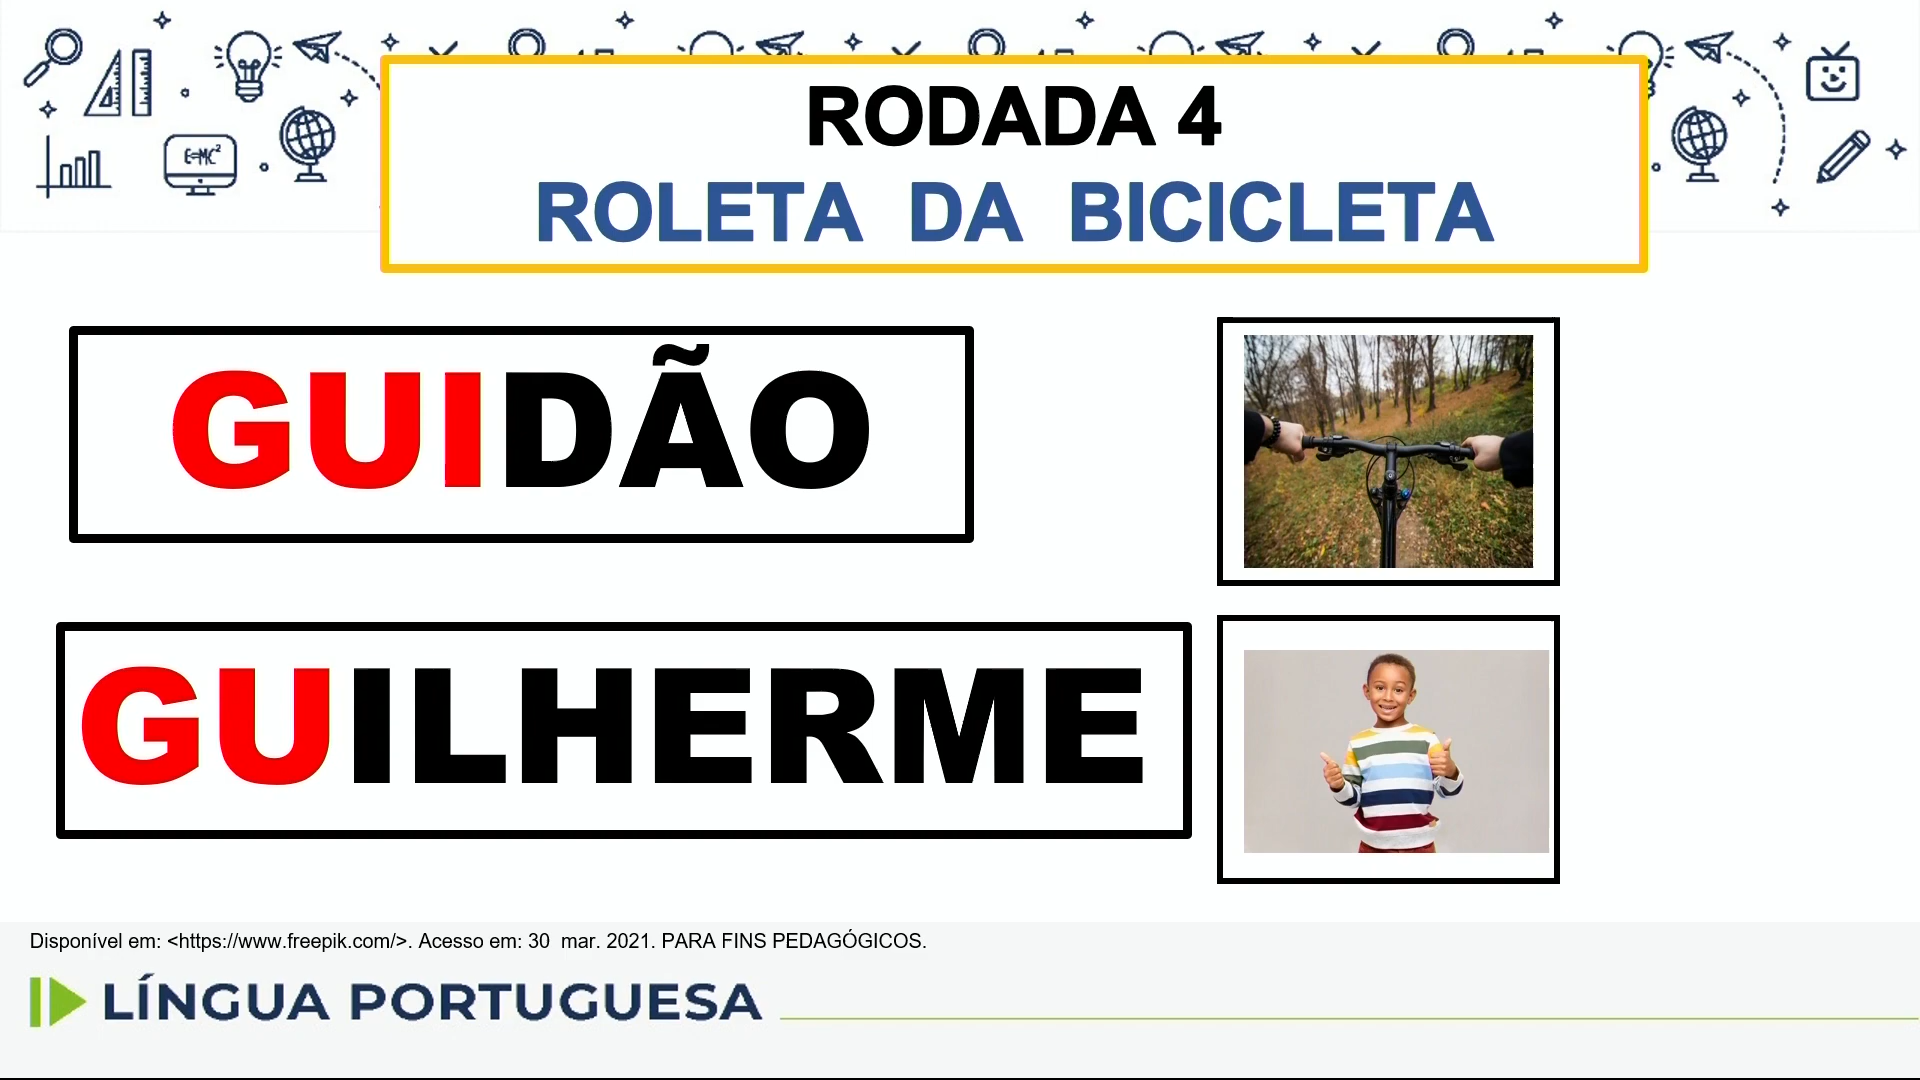 E=MC²
RODADA 4
ROLETA DA BICICLETA
GUIDÃO
GUILHERME
Disponível em: <https://www.freepik.com/>. Acesso em: 30 mar. 2021. PARA FINS PEDAGÓGICOS.
LÍNGUA PORTUGUESA